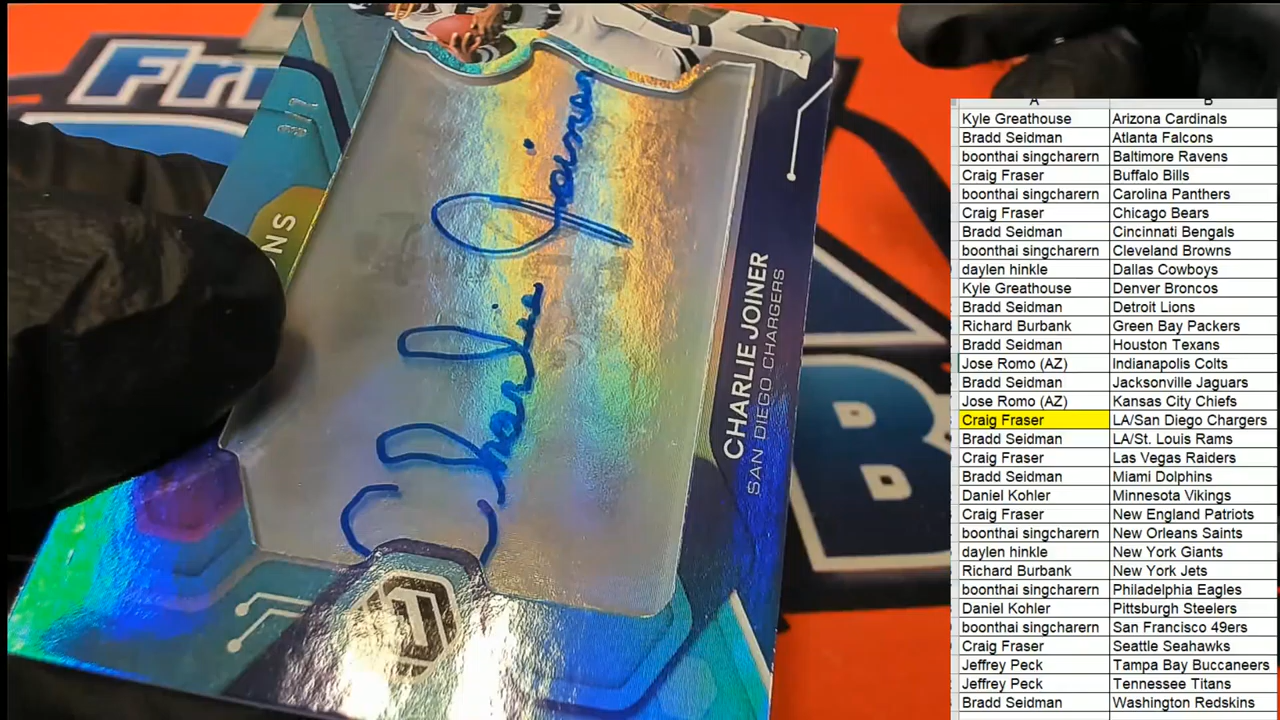 Fri
NS
Charlie Joiner
CHARLIE JOINER
SAN DIEGO CHARGERS
B
A B
Kyle Greathouse Arizona Cardinals
Bradd Seidman Atlanta Falcons
boonthai singcharern Baltimore Ravens
Craig Fraser Buffalo Bills
boonthai singcharern Carolina Panthers
Craig Fraser Chicago Bears
Bradd Seidman Cincinnati Bengals
boonthai singcharern Cleveland Browns
daylen hinkle Dallas Cowboys
Kyle Greathouse Denver Broncos
Bradd Seidman Detroit Lions
Richard Burbank Green Bay Packers
Bradd Seidman Houston Texans
Jose Romo (AZ) Indianapolis Colts
Bradd Seidman Jacksonville Jaguars
Jose Romo (AZ) Kansas City Chiefs
Craig Fraser LA/San Diego Chargers
Bradd Seidman LA/St. Louis Rams
Craig Fraser Las Vegas Raiders
Bradd Seidman Miami Dolphins
Daniel Kohler Minnesota Vikings
Craig Fraser New England Patriots
boonthai singcharern New Orleans Saints
daylen hinkle New York Giants
Richard Burbank New York Jets
boonthai singcharern Philadelphia Eagles
Daniel Kohler Pittsburgh Steelers
boonthai singcharern San Francisco 49ers
Craig Fraser Seattle Seahawks
Jeffrey Peck Tampa Bay Buccaneers
Jeffrey Peck Tennessee Titans
Bradd Seidman Washington Redskins